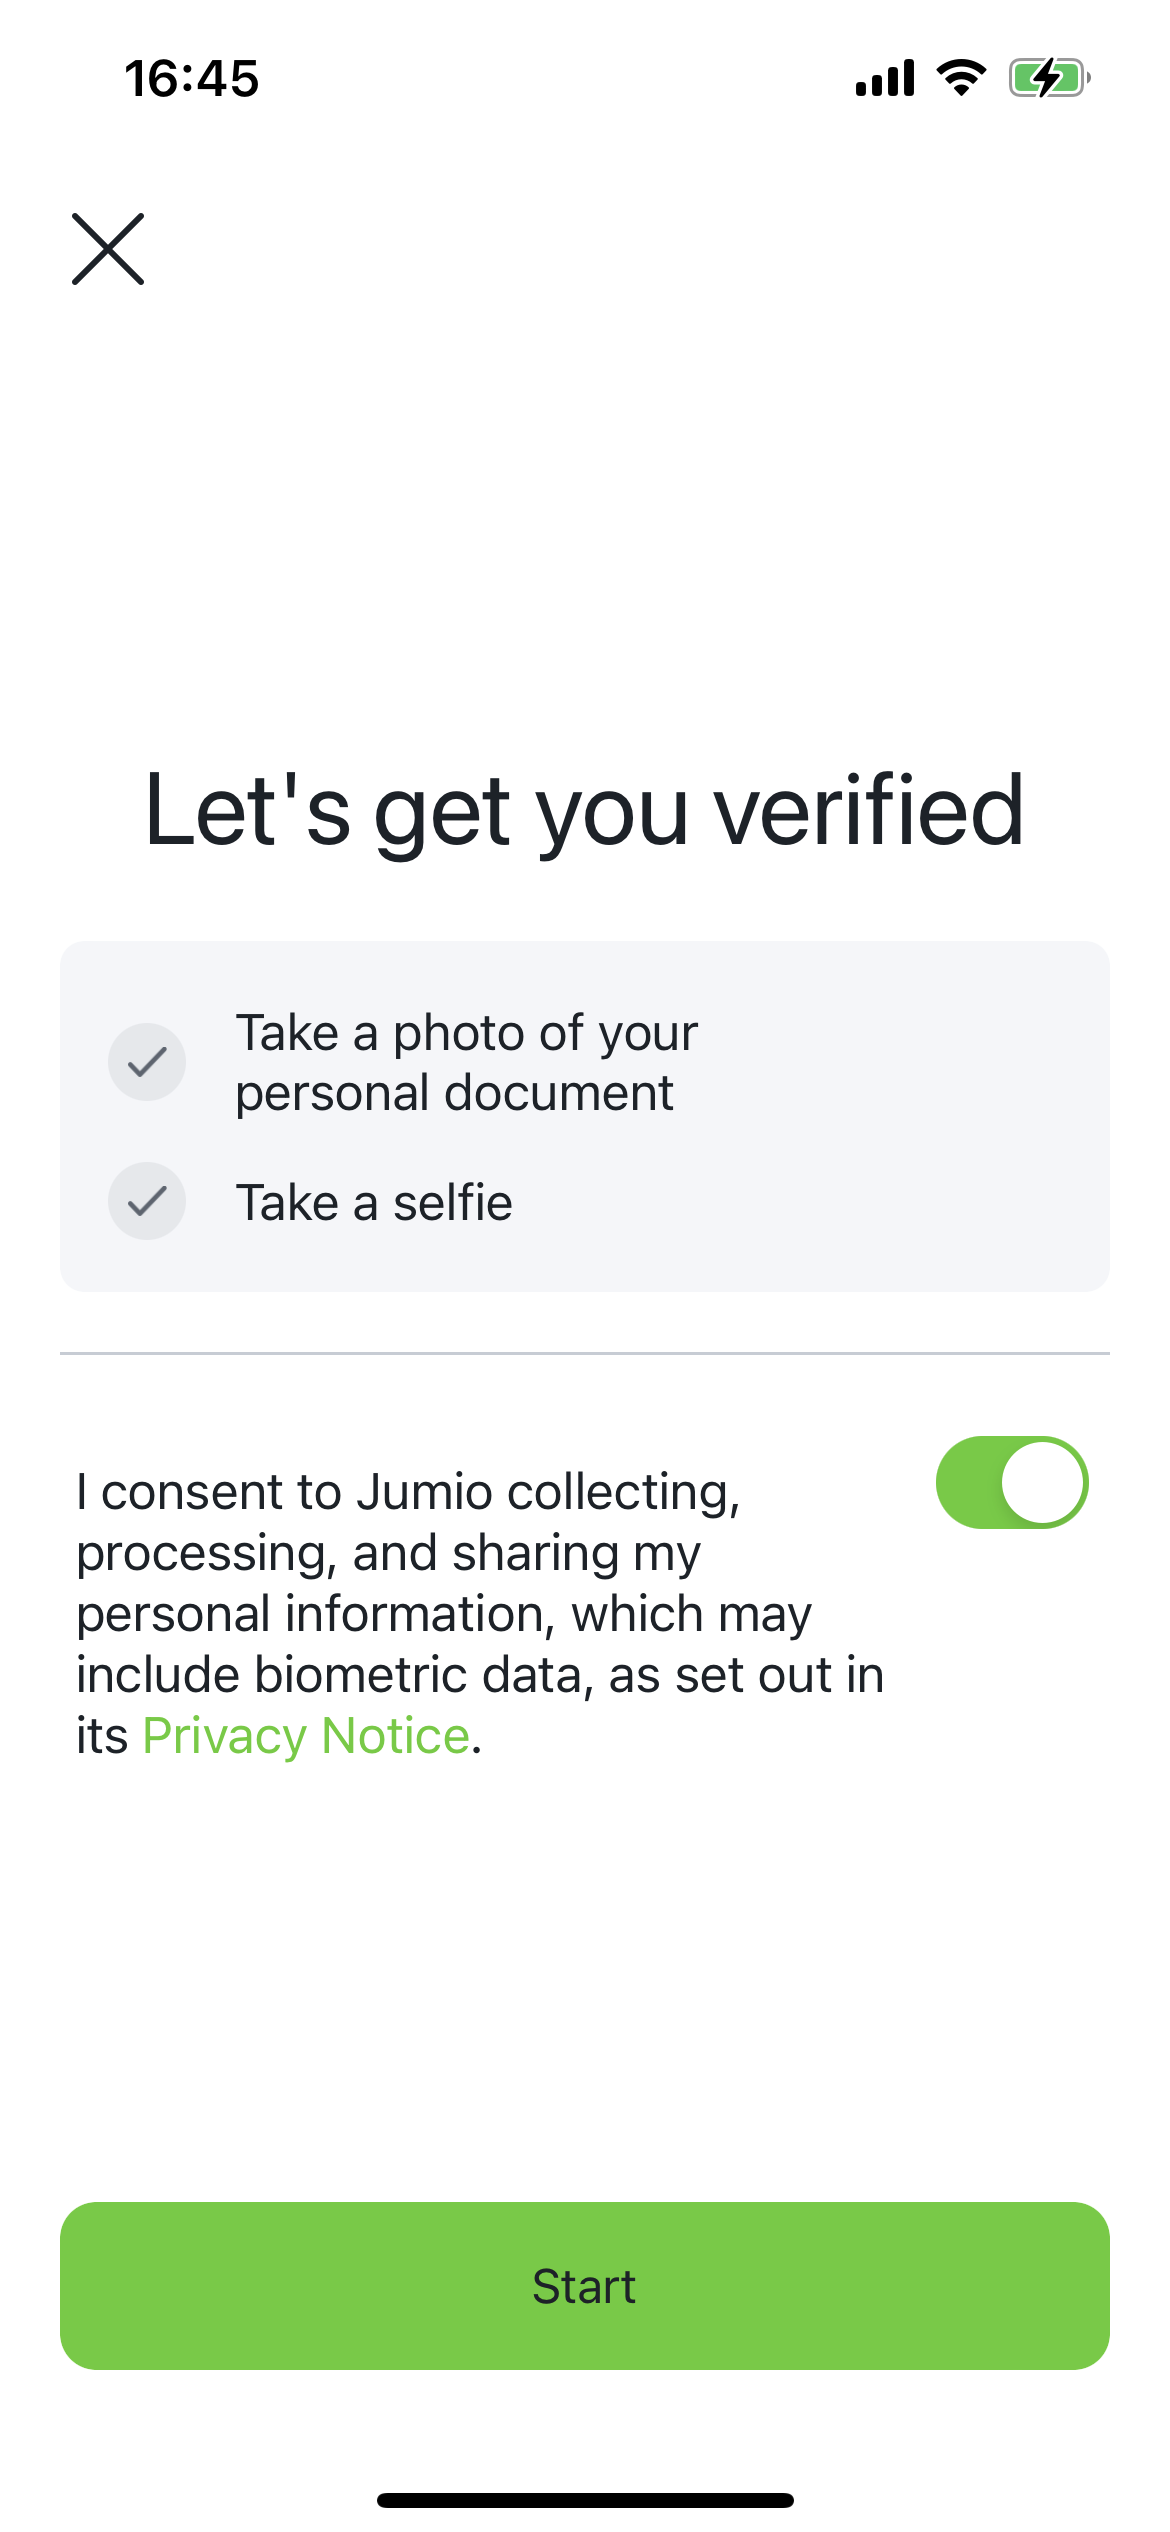 16:45
Let's get you verified
Take a photo of your
personal document
Take a selfie
I consent to Jumio collecting,
processing, and sharing my
personal information, which may
include biometric data, as set out in
its Privacy Notice.
Start